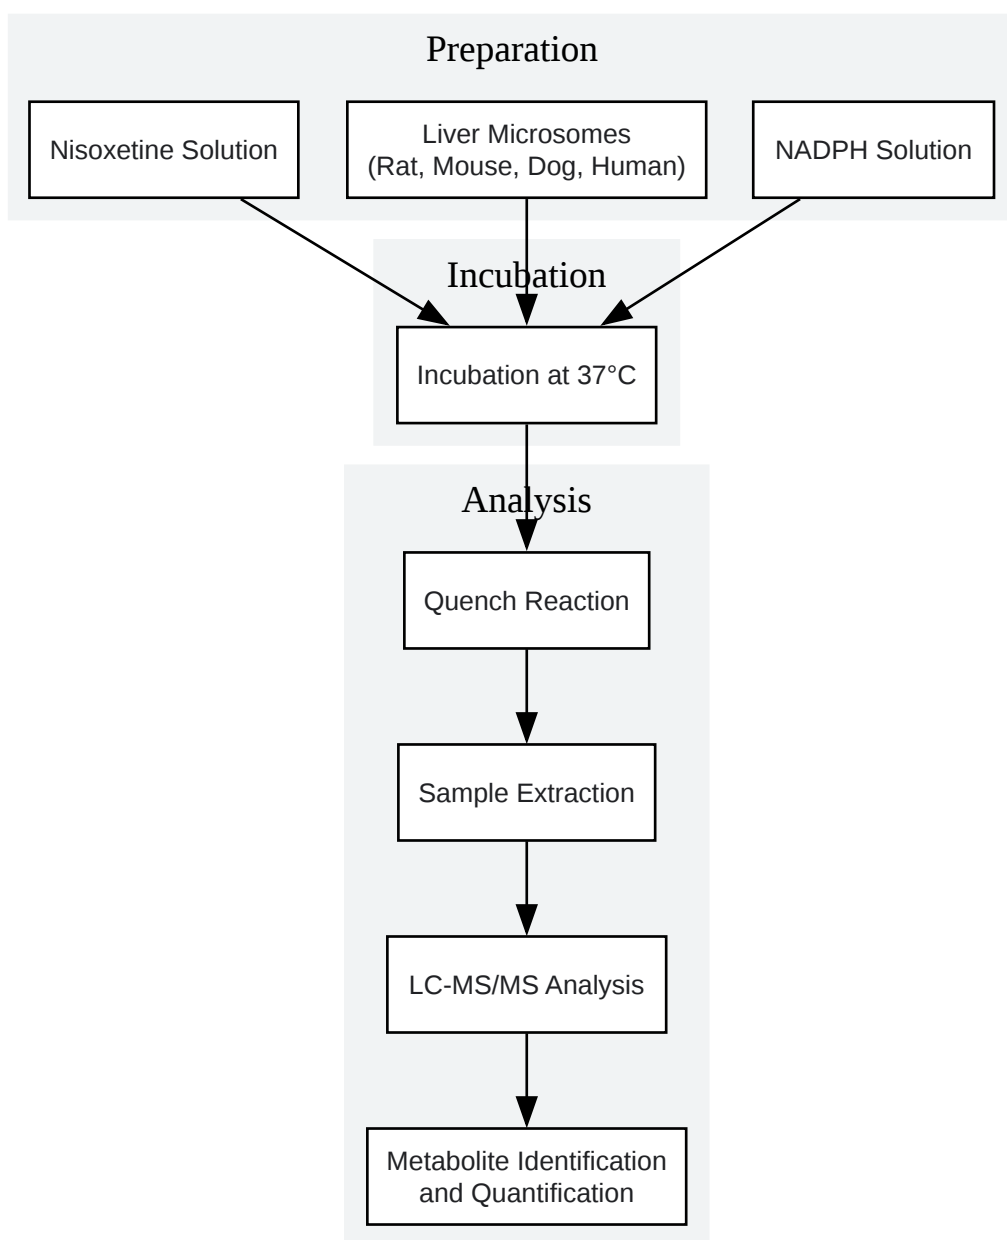 Preparation
Nisoxetine Solution
Liver Microsomes
(Rat, Mouse, Dog, Human)
NADPH Solution
Incubation
Incubation at 37°C
Analysis
Quench Reaction
Sample Extraction
LC-MS/MS Analysis
Metabolite Identification
and Quantification